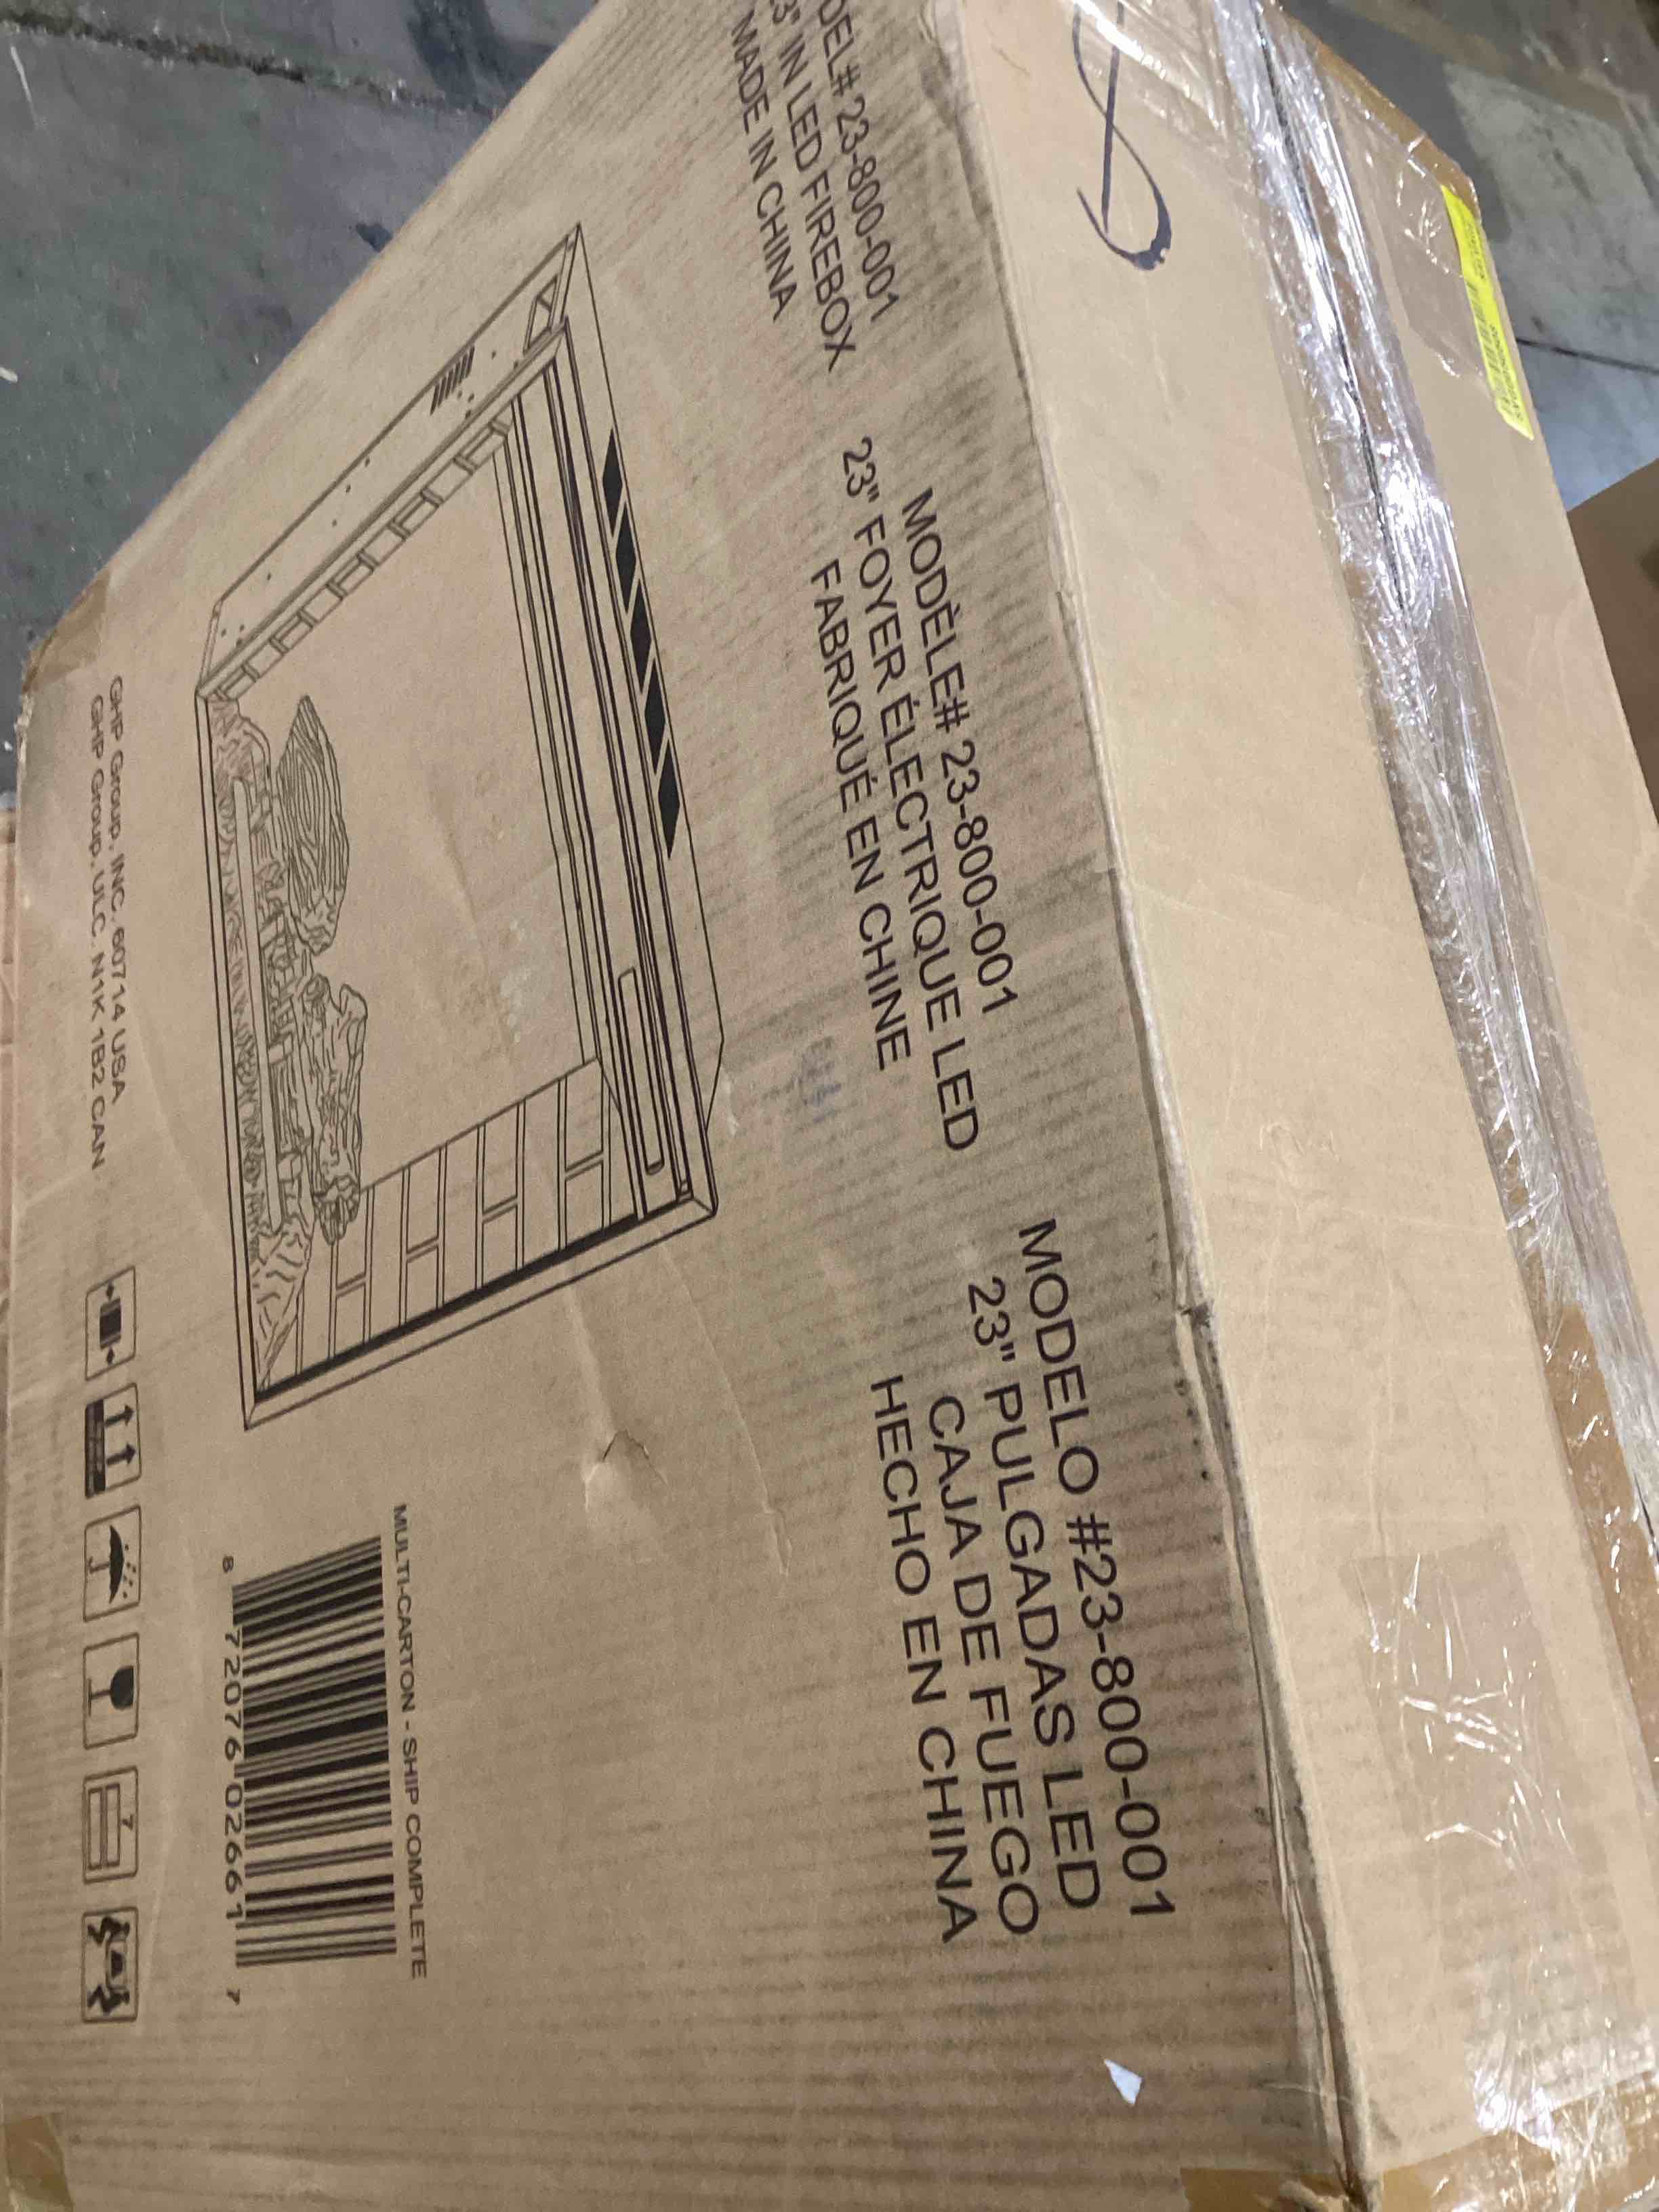 MODÈLE# 23-800-001
23" FOYER ÉLECTRIQUE LED
FABRIQUÉ EN CHINE
DEL# 23-800-001
3" IN LED FIREBOX
MADE IN CHINA
MODELO #23-800-001
23" PULGADAS LED
CAJA DE FUEGO
HECHO EN CHINA
MULTI-CARTON - SHIP COMPLETE
8 72076 02661 7
GHP Group, INC, 60714 USA
GHP Group, ULC, N1K 1B2 CAN
7